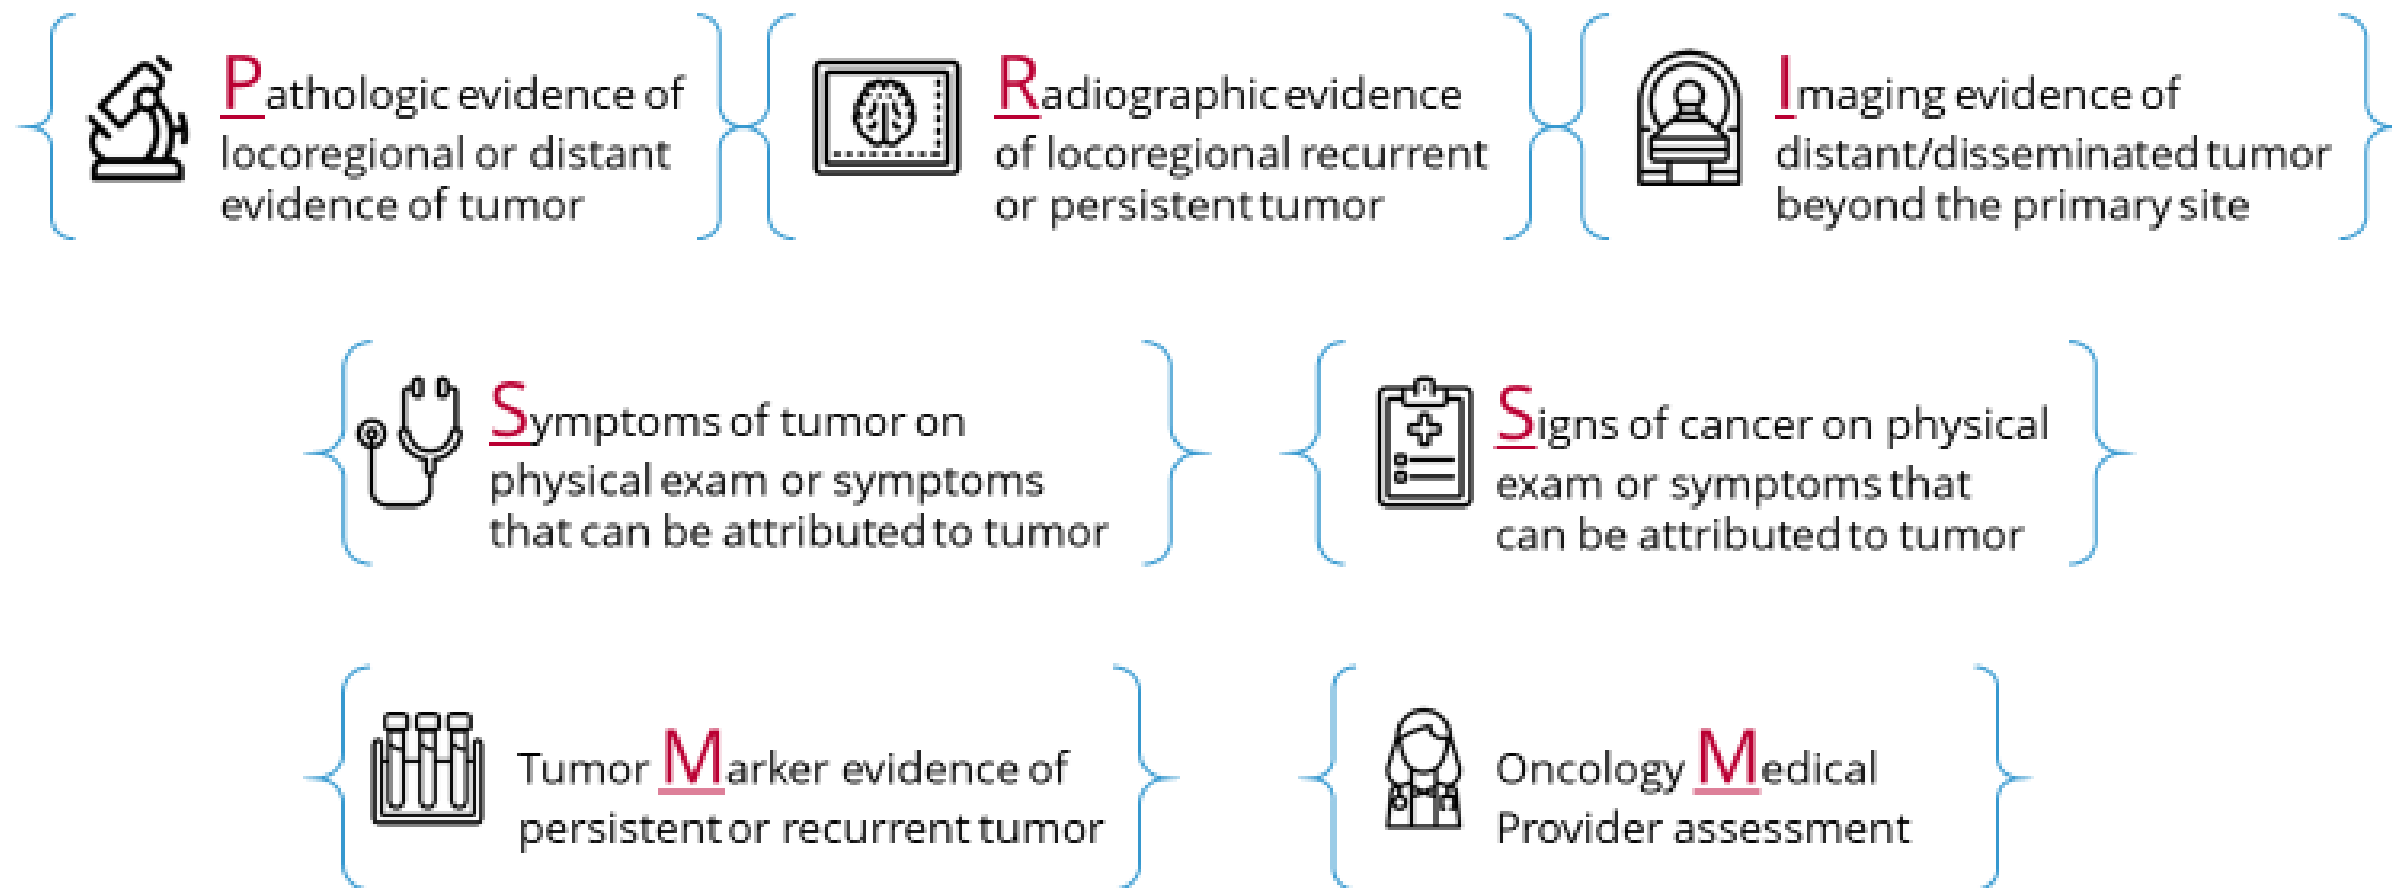 Pathologic evidence of
locoregional or distant
evidence of tumor
Radiographic evidence
of locoregional recurrent
or persistent tumor
Imaging evidence of
distant/disseminated tumor
beyond the primary site
Symptoms of tumor on
physical exam or symptoms
that can be attributed to tumor
Signs of cancer on physical
exam or symptoms that
can be attributed to tumor
Tumor Marker evidence of
persistent or recurrent tumor
Oncology Medical
Provider assessment